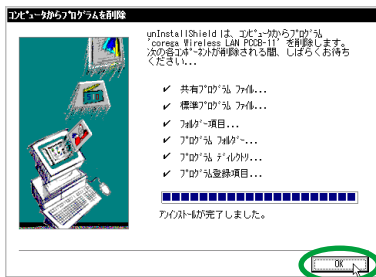 コンピュータからプログラムを削除
unInstallShield は、コンピュータからプログラム
'corega Wireless LAN PCCB-11' を削除します。
次の各コンポーネントが削除される間、しばらくお待ち
ください...
✔ 共有プログラム ファイル...
✔ 標準プログラム ファイル...
✔ フォルダー項目...
✔ プログラム フォルダー...
✔ プログラム ディレクトリ...
✔ プログラム登録項目...
アンインストールが完了しました。
OK